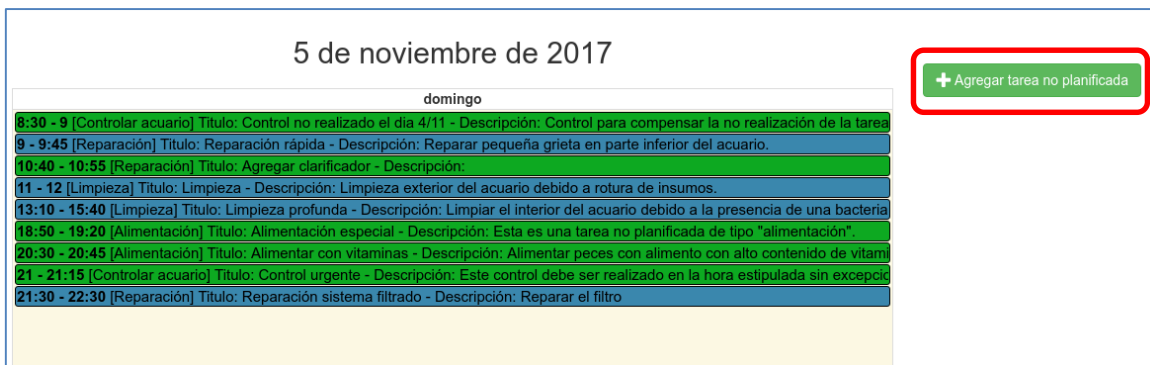 5 de noviembre de 2017
Agregar tarea no planificada
domingo
8:30 - 9 [Controlar acuario] Titulo: Control no realizado el dia 4/11 - Descripción: Control para compensar la no realización de la tarea
9 - 9:45 [Reparación] Titulo: Reparación rápida - Descripción: Reparar pequeña grieta en parte inferior del acuario.
10:40 - 10:55 [Reparación] Titulo: Agregar clarificador - Descripción:
11 - 12 [Limpieza] Titulo: Limpieza - Descripción: Limpieza exterior del acuario debido a rotura de insumos.
13:10 - 15:40 [Limpieza] Titulo: Limpieza profunda - Descripción: Limpiar el interior del acuario debido a la presencia de una bacteria
18:50 - 19:20 [Alimentación] Titulo: Alimentación especial - Descripción: Esta es una tarea no planificada de tipo "alimentación".
20:30 - 20:45 [Alimentación] Titulo: Alimentar con vitaminas - Descripción: Alimentar peces con alimento con alto contenido de vitami
21 - 21:15 [Controlar acuario] Titulo: Control urgente - Descripción: Este control debe ser realizado en la hora estipulada sin excepcio
21:30 - 22:30 [Reparación] Titulo: Reparación sistema filtrado - Descripción: Reparar el filtro